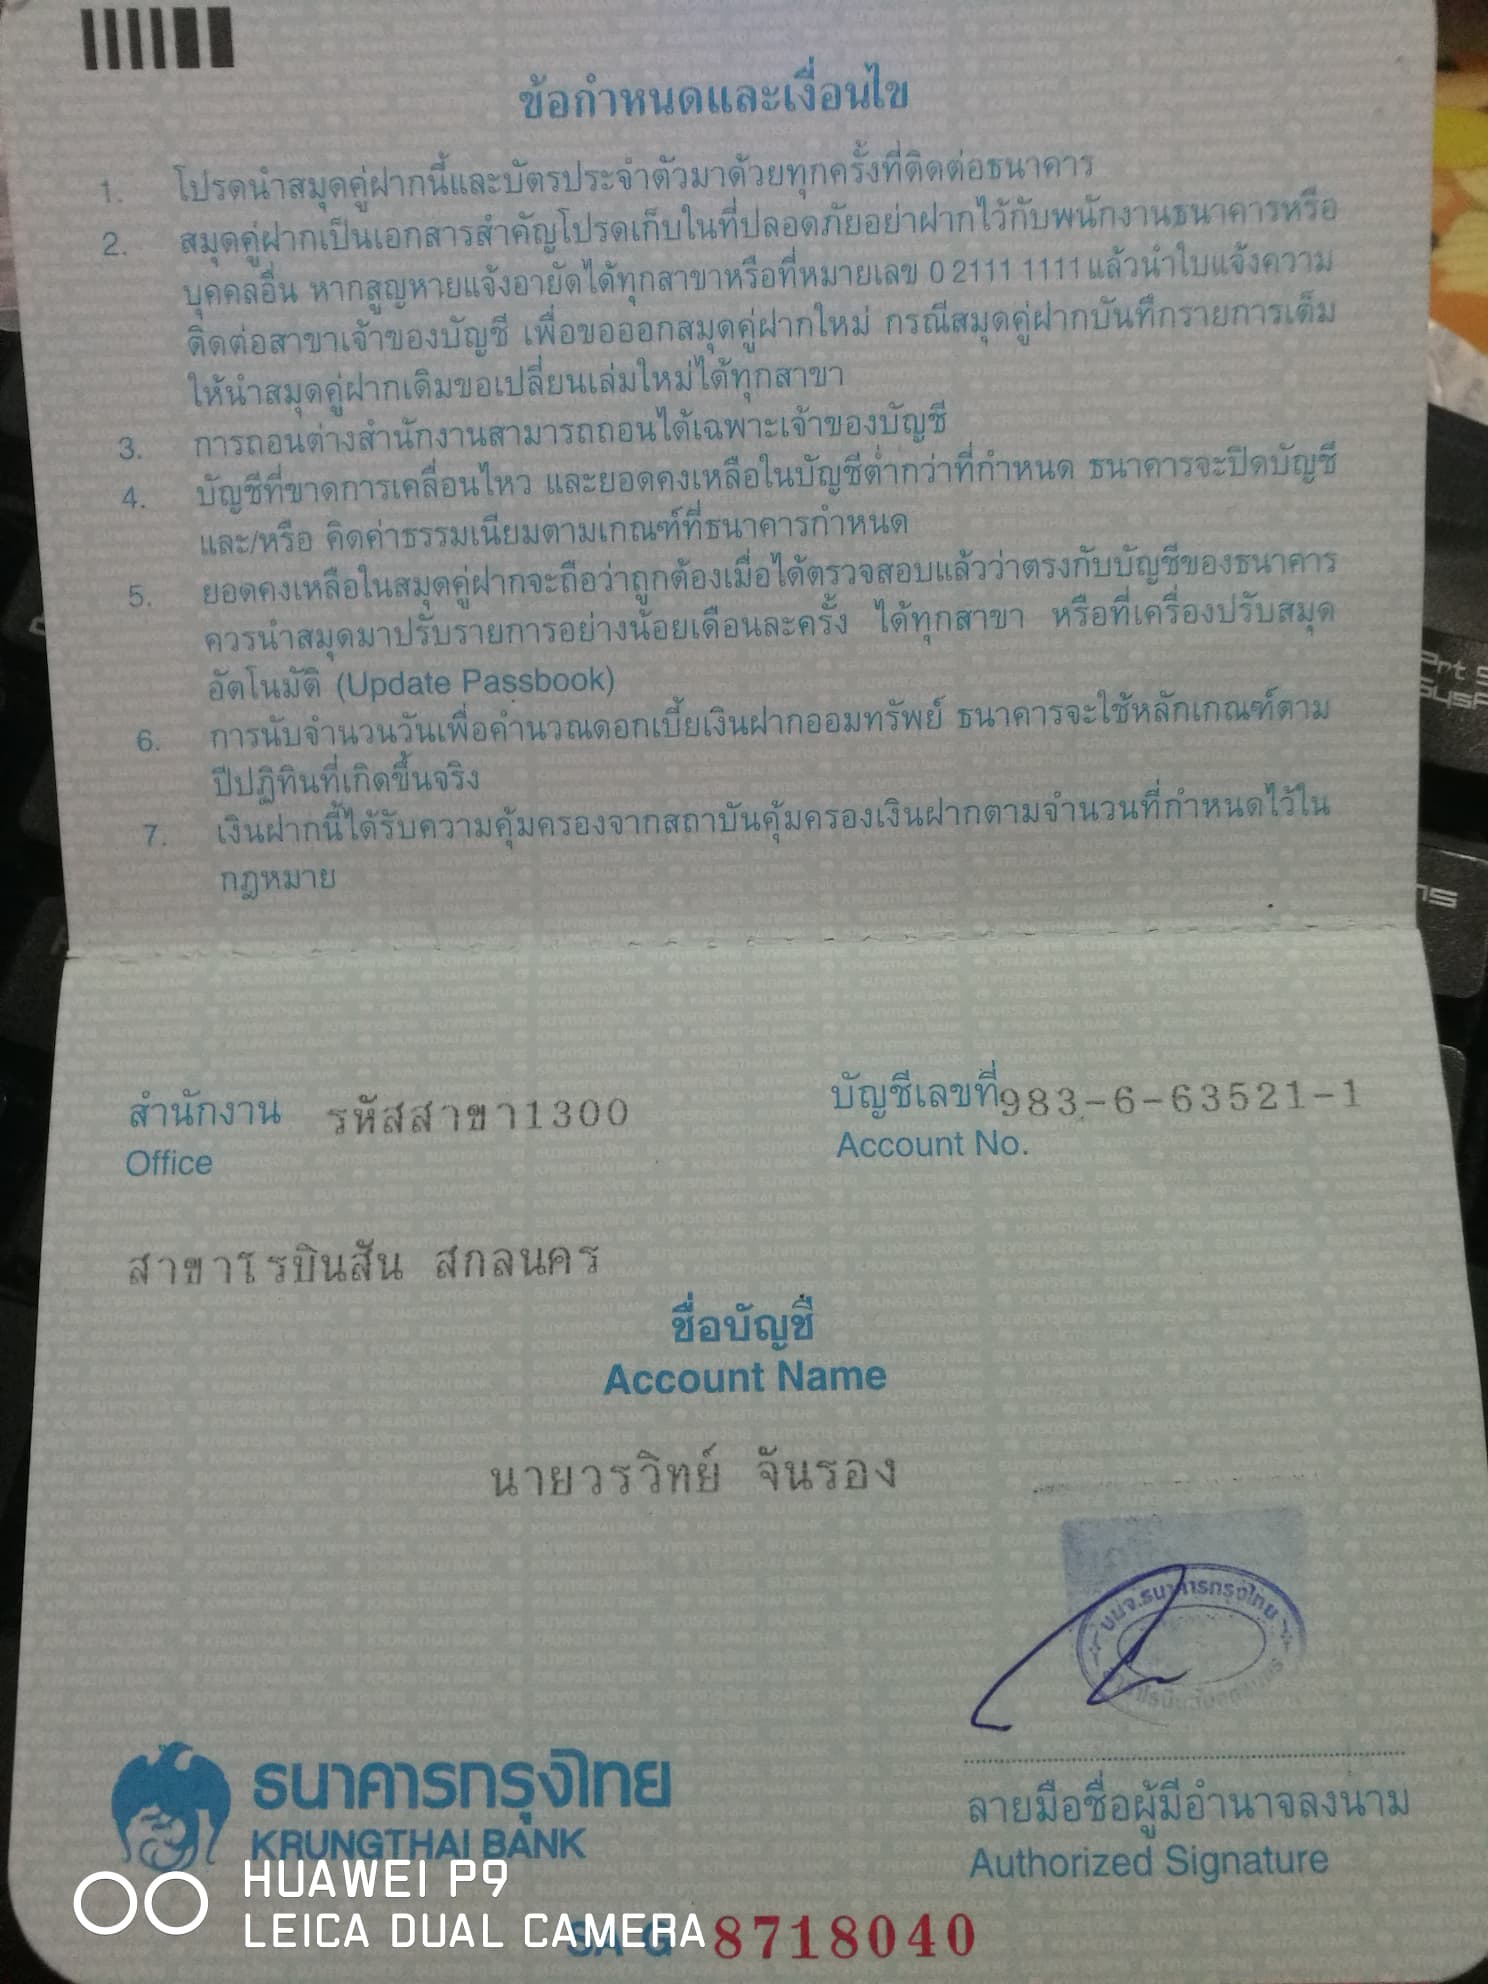 ข้อกำหนดและเงื่อนไข
1. โปรดนำสมุดคู่ฝากนี้และบัตรประจำตัวมาด้วยทุกครั้งที่ติดต่อธนาคาร
2. สมุดคู่ฝากเป็นเอกสารสำคัญโปรดเก็บในที่ปลอดภัยอย่าฝากไว้กับพนักงานธนาคารหรือ
บุคคลอื่น หากสูญหายแจ้งอายัดได้ทุกสาขาหรือที่หมายเลข 0 2111 1111 แล้วนำใบแจ้งความ
ติดต่อสาขาเจ้าของบัญชี เพื่อขอออกสมุดคู่ฝากใหม่ กรณีสมุดคู่ฝากบันทึกรายการเต็ม
ให้นำสมุดคู่ฝากเดิมขอเปลี่ยนเล่มใหม่ได้ทุกสาขา
3. การถอนต่างสำนักงานสามารถถอนได้เฉพาะเจ้าของบัญชี
4. บัญชีที่ขาดการเคลื่อนไหว และยอดคงเหลือในบัญชีต่ำกว่าที่กำหนด ธนาคารจะปิดบัญชี
และ/หรือ คิดค่าธรรมเนียมตามเกณฑ์ที่ธนาคารกำหนด
5. ยอดคงเหลือในสมุดคู่ฝากจะถือว่าถูกต้องเมื่อได้ตรวจสอบแล้วว่าตรงกับบัญชีของธนาคาร
ควรนำสมุดมาปรับรายการอย่างน้อยเดือนละครั้ง ได้ทุกสาขา หรือที่เครื่องปรับสมุด
อัตโนมัติ (Update Passbook)
6. การนับจำนวนวันเพื่อคำนวณดอกเบี้ยเงินฝากออมทรัพย์ ธนาคารจะใช้หลักเกณฑ์ตาม
ปีปฏิทินที่เกิดขึ้นจริง
7. เงินฝากนี้ได้รับความคุ้มครองจากสถาบันคุ้มครองเงินฝากตามจำนวนที่กำหนดไว้ใน
กฎหมาย
สำนักงาน รหัสสาขา1300 บัญชีเลขที่983-6-63521-1
Office Account No.
สาขาโรบินสัน สกลนคร
ชื่อบัญชี
Account Name
นายวรวิทย์ จันรอง
บมจ.ธนาคารกรุงไทย
ธนาคารกรุงไทย
KRUNGTHAI BANK
ลายมือชื่อผู้มีอำนาจลงนาม
Authorized Signature
HUAWEI P9
LEICA DUAL CAMERA
SA-G 8718040
Prt